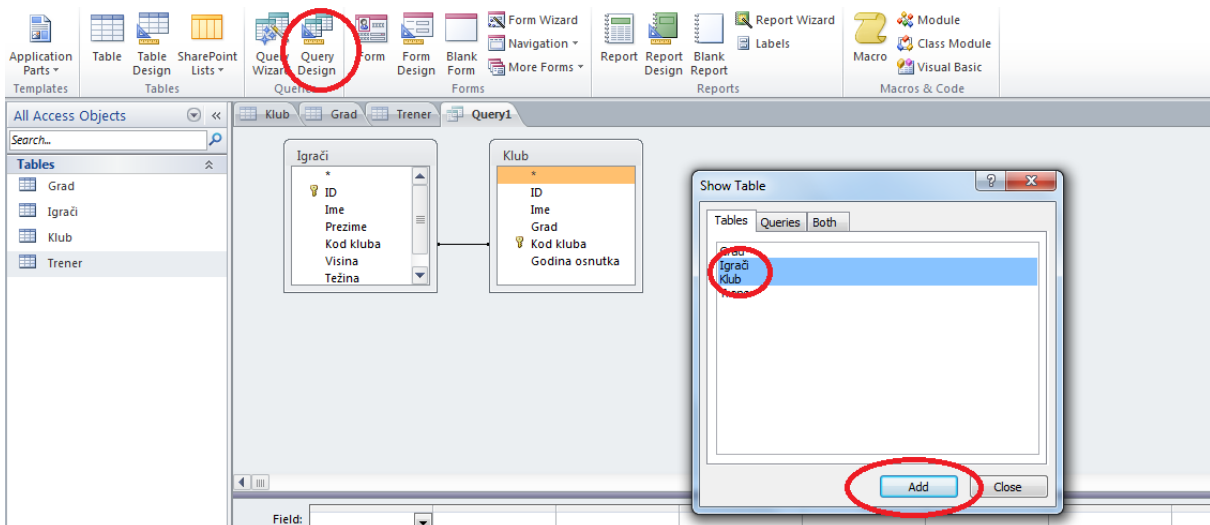 Application Parts
Table
Table Design
SharePoint Lists
Query Wizard
Query Design
Form
Form Design
Blank Form
Form Wizard
Navigation
More Forms
Report
Report Design
Blank Report
Report Wizard
Labels
Macro
Module
Class Module
Visual Basic
Templates
Tables
Queries
Forms
Reports
Macros & Code
All Access Objects
Search...
Tables
Grad
Igrači
Klub
Trener
Klub
Grad
Trener
Query1
Igrači
*
ID
Ime
Prezime
Kod kluba
Visina
Težina
Klub
*
ID
Ime
Grad
Kod kluba
Godina osnutka
Show Table
Tables
Queries
Both
Grad
Igrači
Klub
Trener
Add
Close
Field: